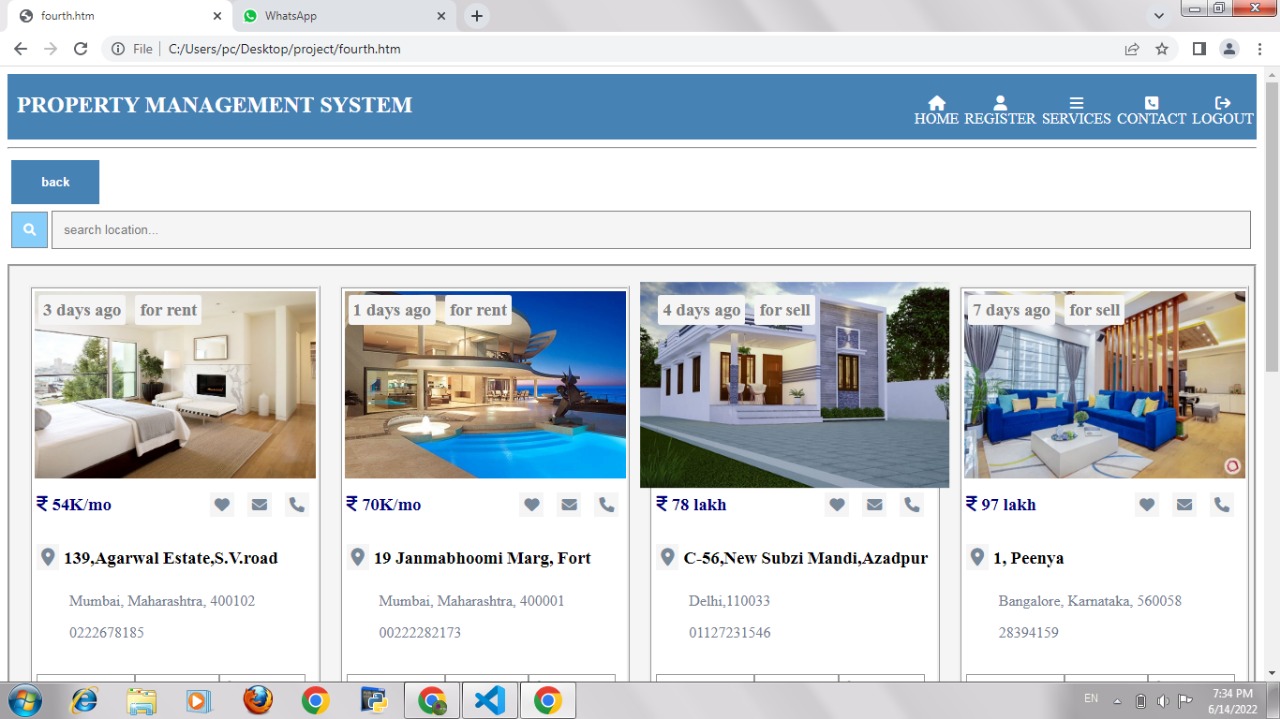 fourth.htm
WhatsApp
File
C:/Users/pc/Desktop/project/fourth.htm
PROPERTY MANAGEMENT SYSTEM
HOME REGISTER SERVICES CONTACT LOGOUT
back
search location...
3 days ago for rent
₹ 54K/mo
139,Agarwal Estate,S.V.road
Mumbai, Maharashtra, 400102
0222678185
1 days ago for rent
₹ 70K/mo
19 Janmabhoomi Marg, Fort
Mumbai, Maharashtra, 400001
00222282173
4 days ago for sell
₹ 78 lakh
C-56,New Subzi Mandi,Azadpur
Delhi,110033
01127231546
7 days ago for sell
₹ 97 lakh
1, Peenya
Bangalore, Karnataka, 560058
28394159
EN
7:34 PM
6/14/2022